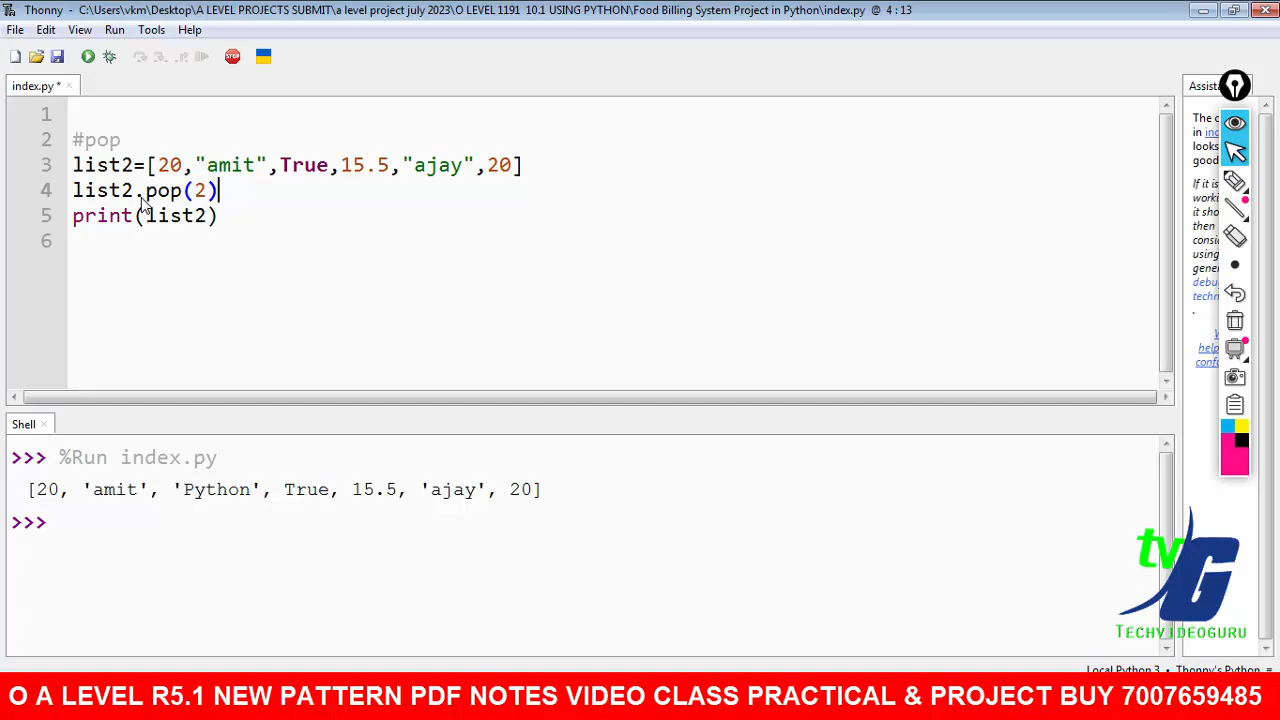 Thonny - C:\Users\vkm\Desktop\A LEVEL PROJECTS SUBMIT\a level project july 2023\O LEVEL 1191 10.1 USING PYTHON\Food Billing System Project in Python\index.py @ 4 : 13
File Edit View Run Tools Help
STOP
index.py *
Assist
1
2 #pop
3 list2=[20,"amit",True,15.5,"ajay",20]
4 list2.pop(2)
5 print(list2)
6
The c
in in
looks
good
If it is
worki
it sho
then
consi
using
gene
debu
techn
.
help
conf
Shell
>>> %Run index.py
[20, 'amit', 'Python', True, 15.5, 'ajay', 20]
>>>
tvG
TECHVIDEOGURU
Local Python 3 • Thonny's Python
O A LEVEL R5.1 NEW PATTERN PDF NOTES VIDEO CLASS PRACTICAL & PROJECT BUY 7007659485